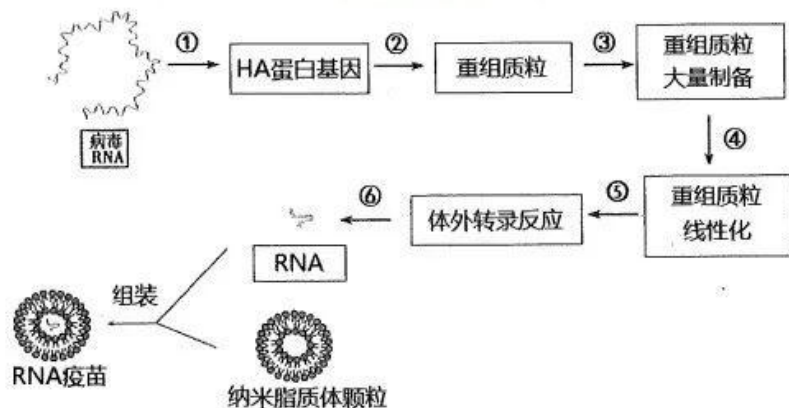 ①
HA蛋白基因
②
重组质粒
③
重组质粒
大量制备
病毒
RNA
④
重组质粒
线性化
⑤
体外转录反应
⑥
RNA
组装
RNA疫苗
纳米脂质体颗粒